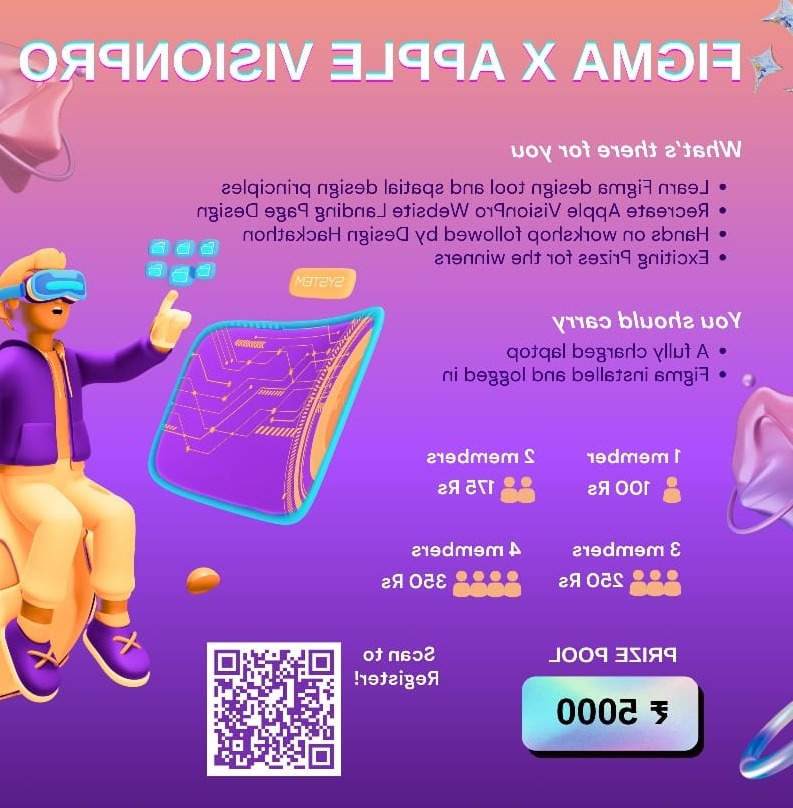 FIGMA X APPLE VISIONPRO
What's there for you
• Learn Figma design tool and spatial design principles
• Recreate Apple VisionPro Website Landing Page Design
• Hands on workshop followed by Design Hackathon
• Exciting Prizes for the winners
SYSTEM
You should carry
• A fully charged laptop
• Figma installed and logged in
1 member
100 Rs
2 members
175 Rs
3 members
250 Rs
4 members
350 Rs
PRIZE POOL
₹ 5000
Scan to
Register!